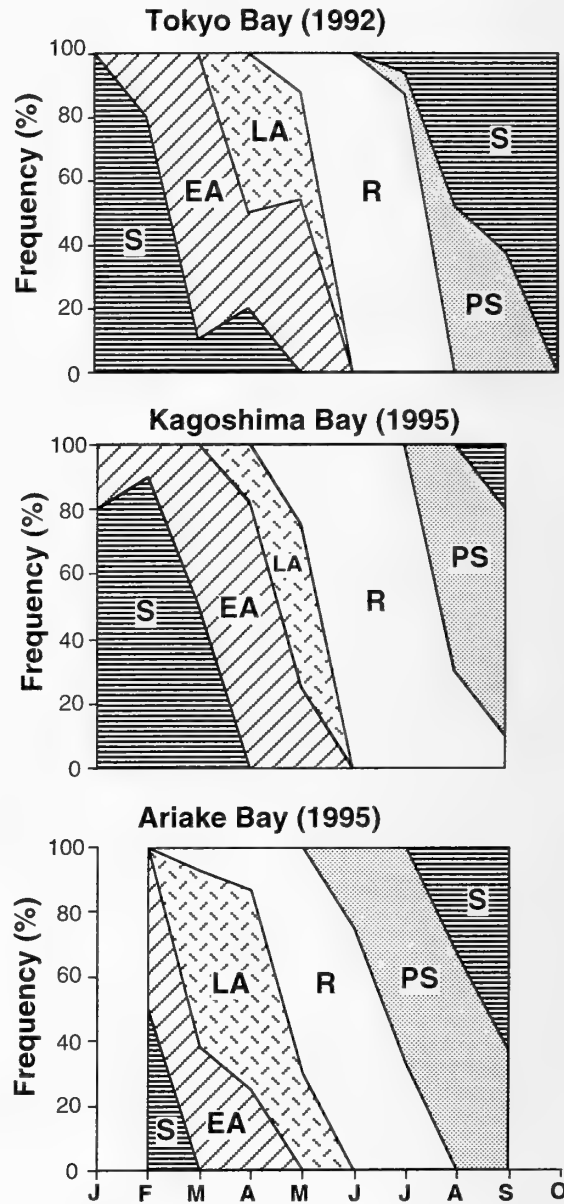 Tokyo Bay (1992)
Frequency (%)
100
80
60
40
20
0
S
EA
LA
R
PS
S
Kagoshima Bay (1995)
Frequency (%)
100
80
60
40
20
0
S
EA
LA
R
PS
Ariake Bay (1995)
Frequency (%)
100
80
60
40
20
0
S
EA
LA
R
PS
S
J F M A M J J A S O